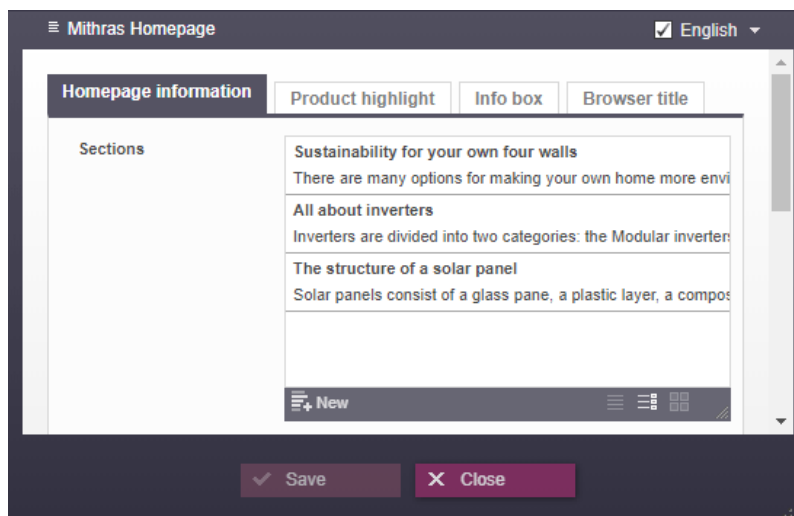 Mithras Homepage
English
Homepage information
Product highlight
Info box
Browser title
Sections
Sustainability for your own four walls
There are many options for making your own home more envi
All about inverters
Inverters are divided into two categories: the Modular inverter
The structure of a solar panel
Solar panels consist of a glass pane, a plastic layer, a compos
New
Save
Close